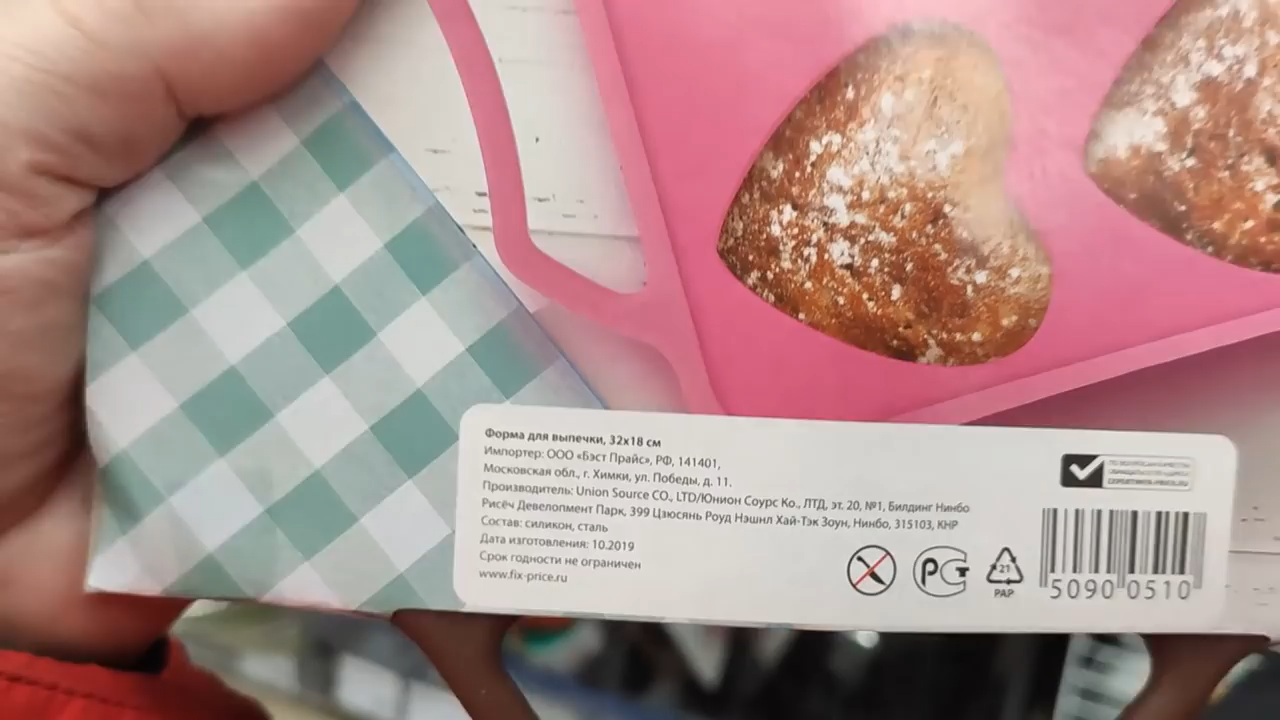 Форма для выпечки, 32х18 см
Импортер: ООО «Бэст Прайс», РФ, 141401,
Московская обл., г. Химки, ул. Победы, д. 11.
Производитель: Union Source CO., LTD/Юнион Соурс Ко., ЛТД, эт. 20, №1, Билдинг Нинбо
Рисёч Девелопмент Парк, 399 Цзюсянь Роуд Нэшнл Хай-Тэк Зоун, Нинбо, 315103, КНР
Состав: силикон, сталь
Дата изготовления: 10.2019
Срок годности не ограничен
www.fix-price.ru
РСТ
21
PAP
5090 0510